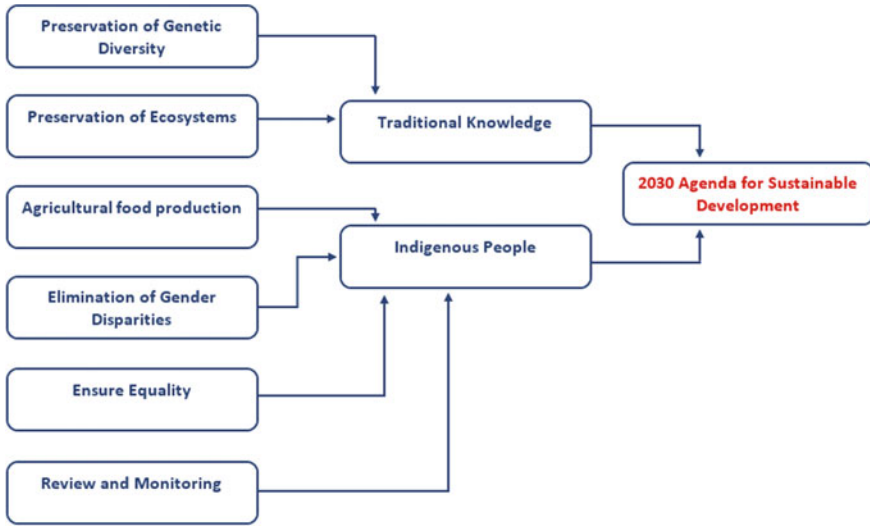 Preservation of Genetic
Diversity
Preservation of Ecosystems
Traditional Knowledge
2030 Agenda for Sustainable
Development
Agricultural food production
Indigenous People
Elimination of Gender
Disparities
Ensure Equality
Review and Monitoring